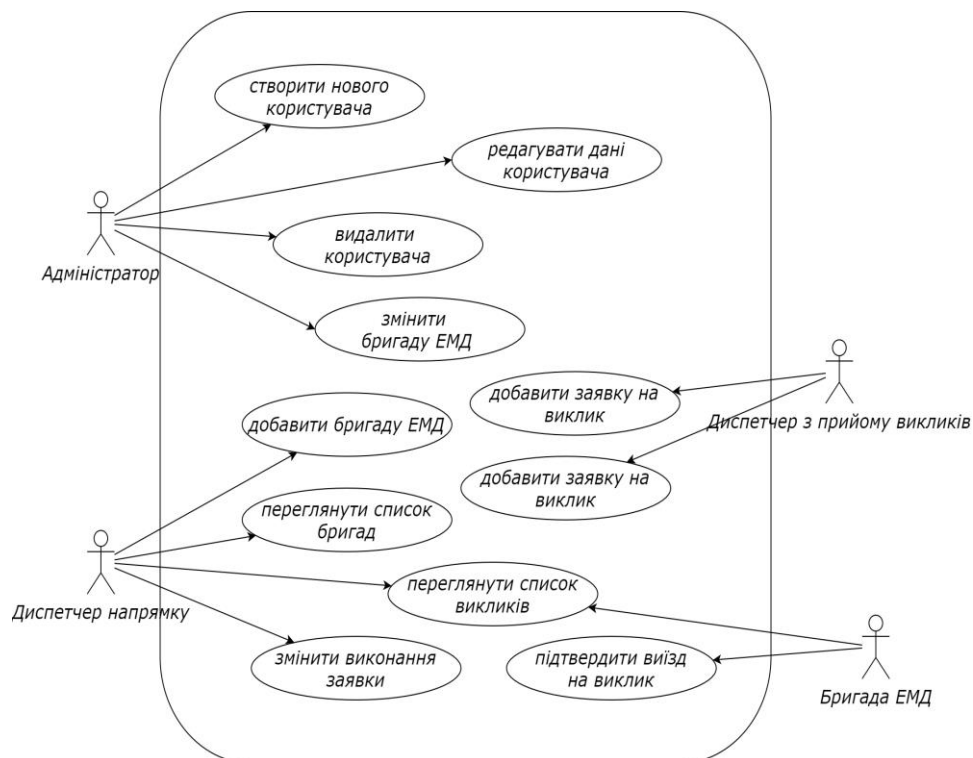 створити нового
користувача
редагувати дані
користувача
Адміністратор
видалити
користувача
змінити
бригаду ЕМД
добавити заявку на
виклик
Диспетчер з прийому викликів
добавити бригаду ЕМД
добавити заявку на
виклик
переглянути список
бригад
Диспетчер напрямку
переглянути список
викликів
змінити виконання
заявки
підтвердити виїзд
на виклик
Бригада ЕМД